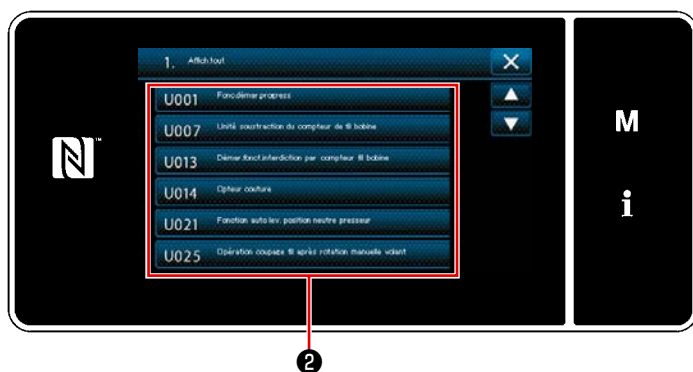 1. Affich.tout
U001 Fonc.démar.progress
U007 Unité soustraction du compteur de fil bobine
U013 Démar.fonct.interdiction par compteur fil bobine
U014 Cpteur couture
U021 Fonction auto lev. position neutre presseur
U025 Opération coupage fil après rotation manuelle volant
M
i
N
™
❷